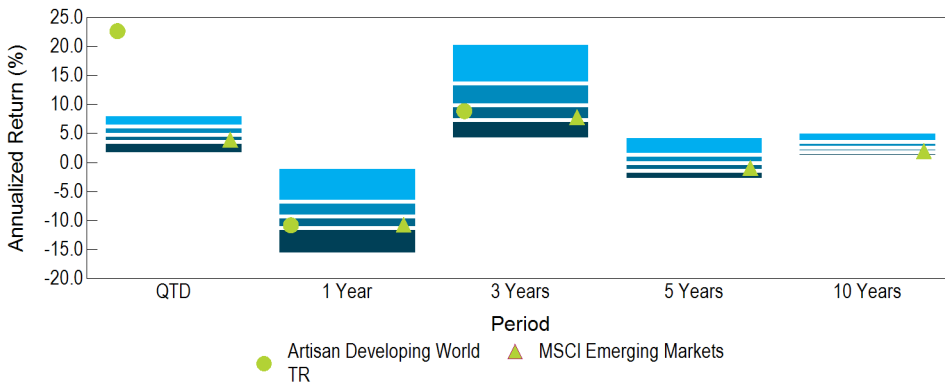 25.0
20.0
15.0
10.0
5.0
0.0
-5.0
-10.0
-15.0
-20.0
Annualized Return (%)
QTD 1 Year 3 Years 5 Years 10 Years
Period
Artisan Developing World MSCI Emerging Markets
TR